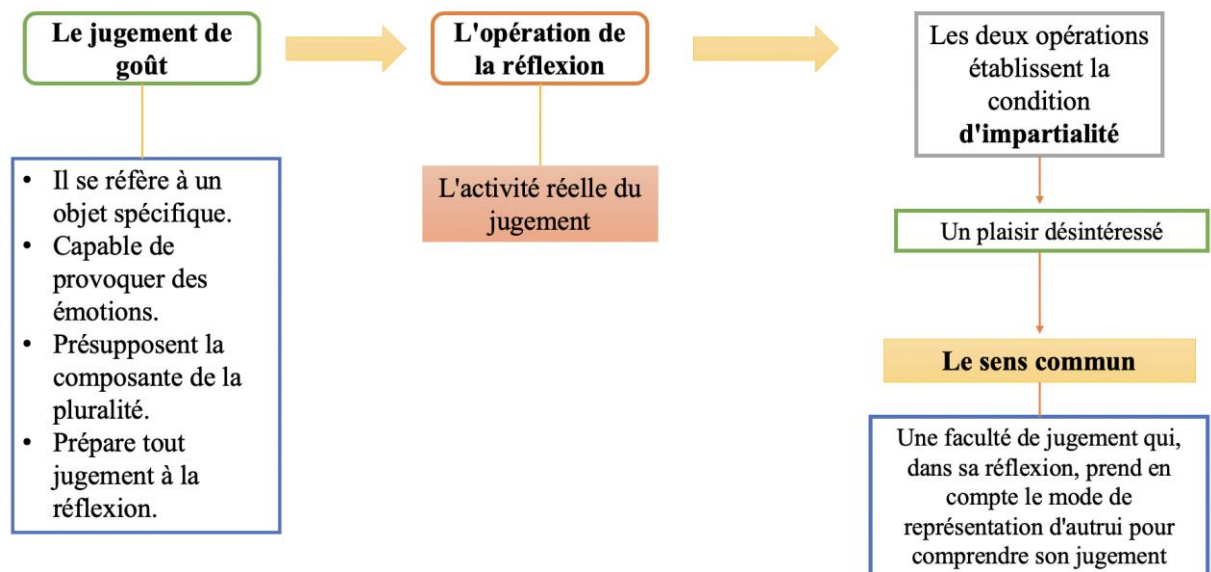 Le jugement de
goût
• Il se réfère à un
objet spécifique.
• Capable de
provoquer des
émotions.
• Présupposent la
composante de la
pluralité.
• Prépare tout
jugement à la
réflexion.
L'opération de
la réflexion
L'activité réelle du
jugement
Les deux opérations
établissent la
condition
d'impartialité
Un plaisir désintéressé
Le sens commun
Une faculté de jugement qui,
dans sa réflexion, prend en
compte le mode de
représentation d'autrui pour
comprendre son jugement